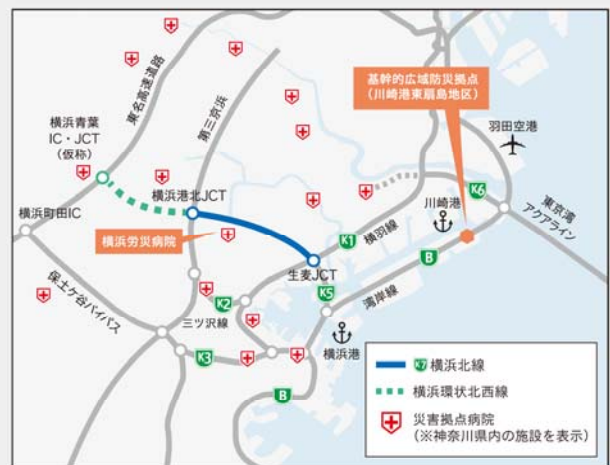 東名高速道路
第三京浜
基幹的広域防災拠点
(川崎港東扇島地区)
羽田空港
横浜青葉
IC・JCT
(仮称)
横浜港北JCT
川崎港
K6
東京湾
アクアライン
横浜町田IC
横浜労災病院
K1
横羽線
B
生麦JCT
K5
湾岸線
保土ケ谷バイパス
K2
三ツ沢線
K3
横浜港
B
K7 横浜北線
横浜環状北西線
災害拠点病院
(※神奈川県内の施設を表示)